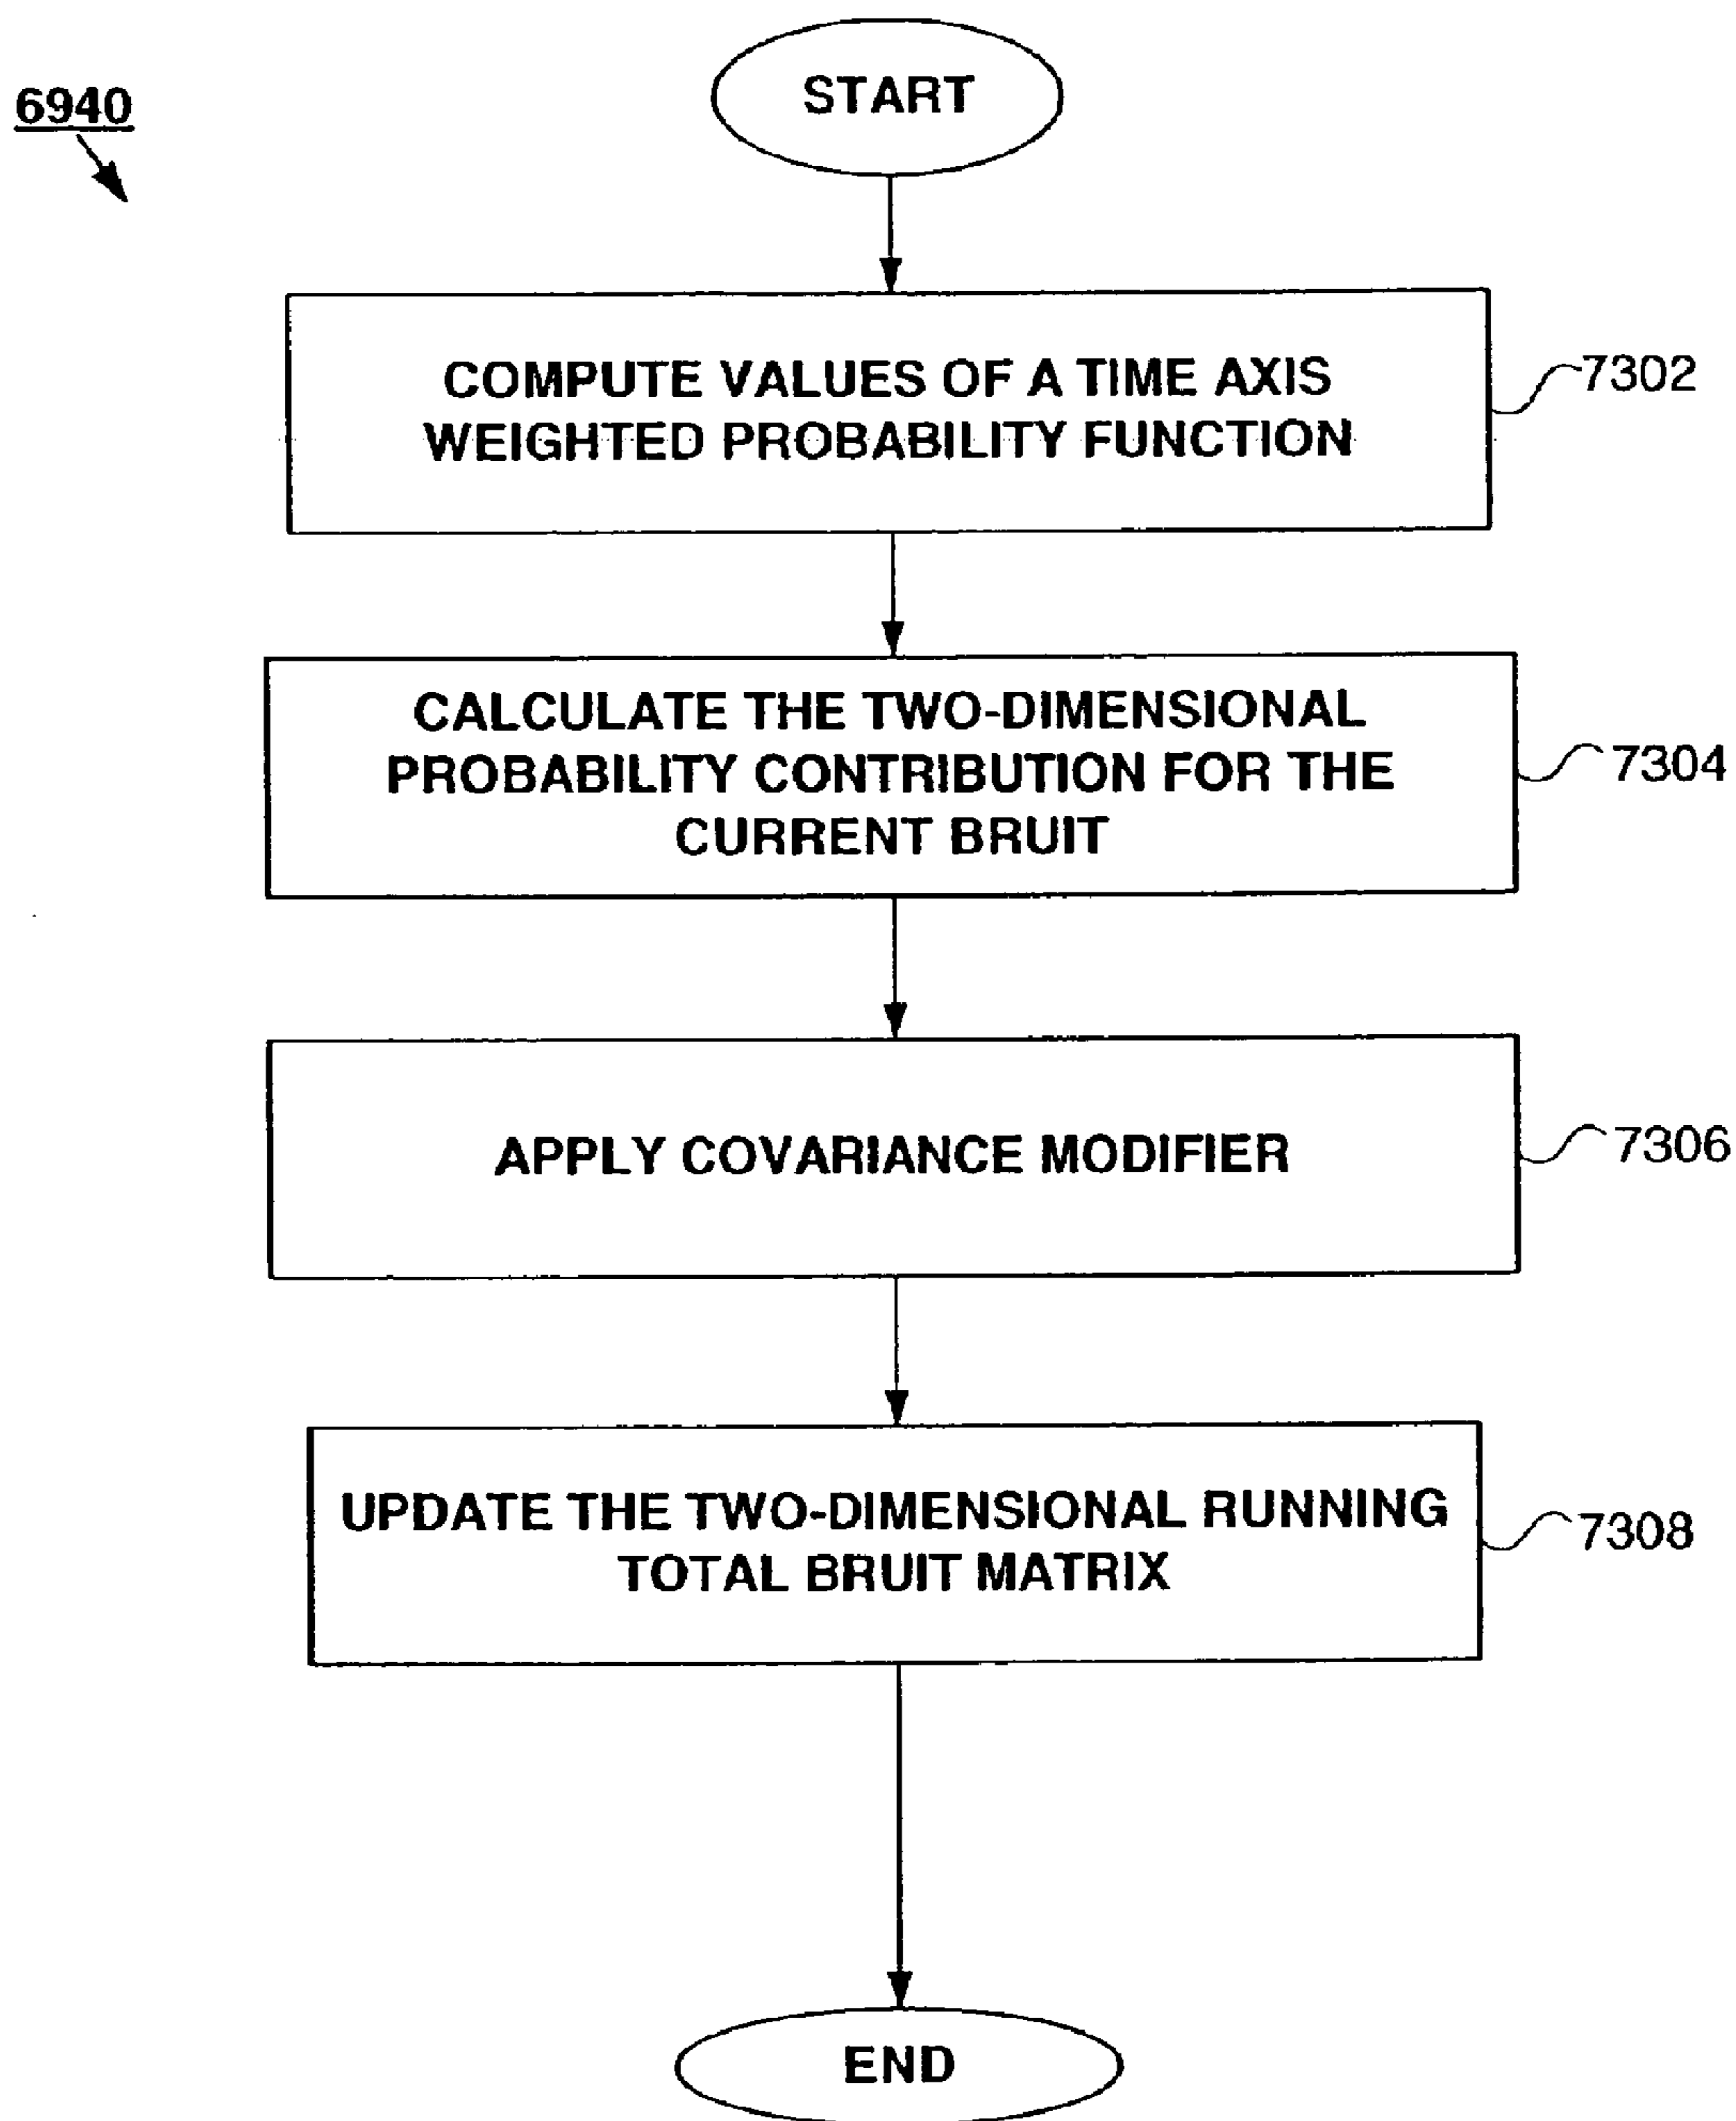 START
6940
COMPUTE VALUES OF A TIME AXIS
WEIGHTED PROBABILITY FUNCTION
7302
CALCULATE THE TWO-DIMENSIONAL
PROBABILITY CONTRIBUTION FOR THE
CURRENT BRUIT
7304
APPLY COVARIANCE MODIFIER
7306
UPDATE THE TWO-DIMENSIONAL RUNNING
TOTAL BRUIT MATRIX
7308
END